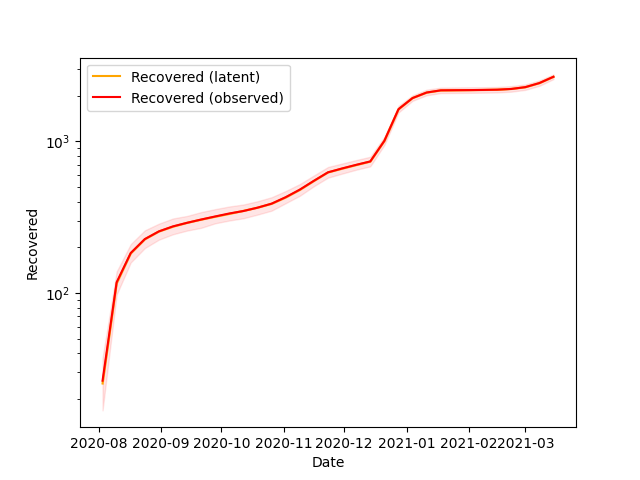 Recovered (latent)
Recovered (observed)
10³
10²
Recovered
2020-08 2020-09 2020-10 2020-11 2020-12 2021-01 2021-02 2021-03
Date